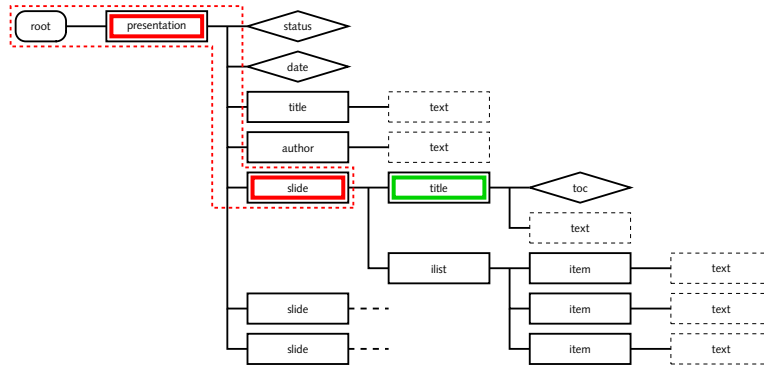 root presentation status
date
title text
author text
slide title toc
text
ilist item text
slide item text
slide item text